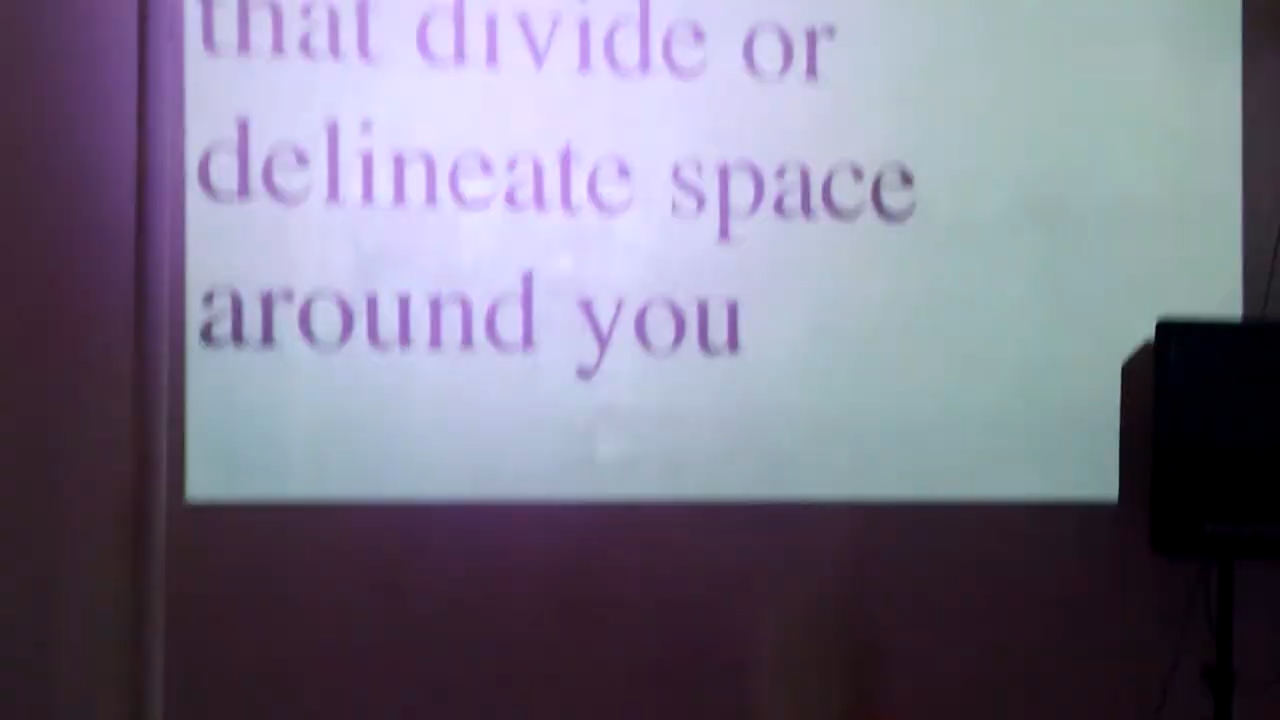 that divide or
delineate space
around you